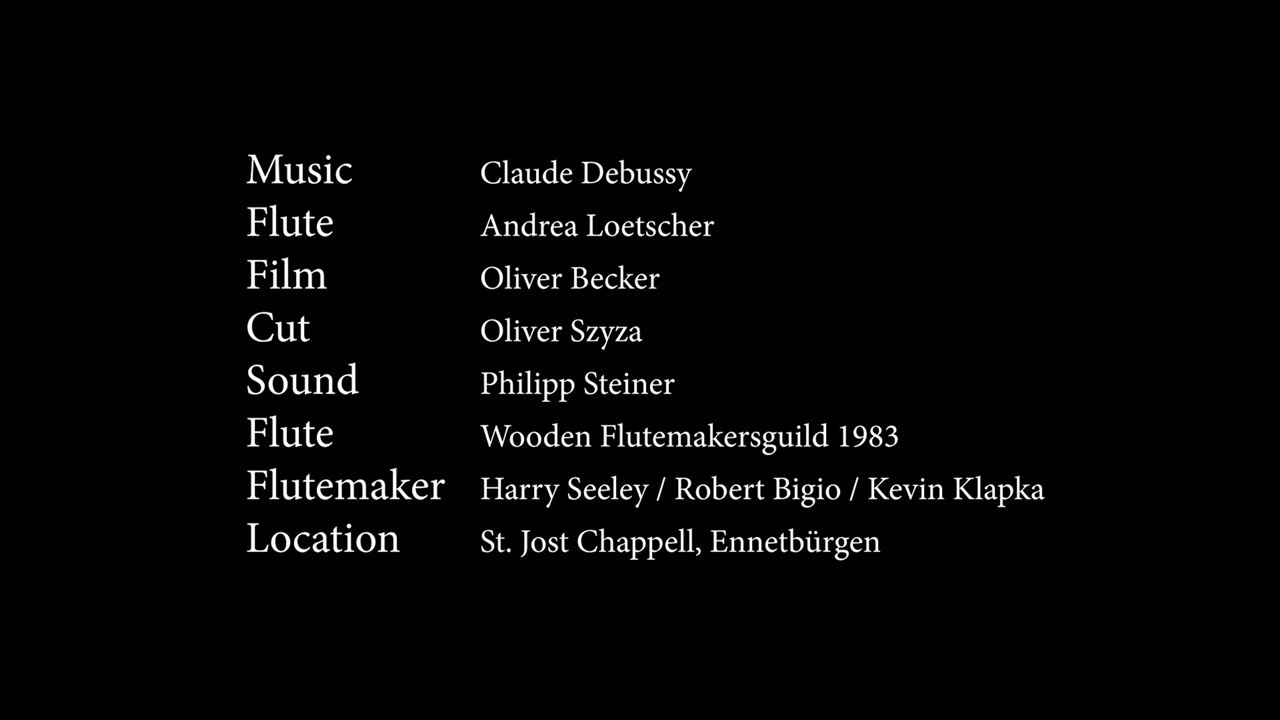 Music Claude Debussy
Flute Andrea Loetscher
Film Oliver Becker
Cut Oliver Szyza
Sound Philipp Steiner
Flute Wooden Flutemakersguild 1983
Flutemaker Harry Seeley / Robert Bigio / Kevin Klapka
Location St. Jost Chappell, Ennetbürgen